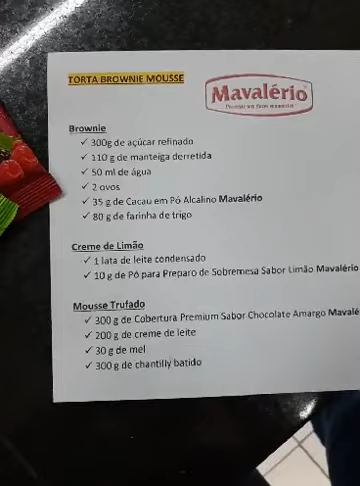 TORTA BROWNIE MOUSSE
Mavalério
Brownie
✓ 300g de açúcar refinado
✓ 110 g de manteiga derretida
✓ 50 ml de água
✓ 2 ovos
✓ 35 g de Cacau em Pó Alcalino Mavalério
✓ 80 g de farinha de trigo
Creme de Limão
✓ 1 lata de leite condensado
✓ 10 g de Pó para Preparo de Sobremesa Sabor Limão Mavalério
Mousse Trufado
✓ 300 g de Cobertura Premium Sabor Chocolate Amargo Mavalé
✓ 200 g de creme de leite
✓ 30 g de mel
✓ 300 g de chantilly batido